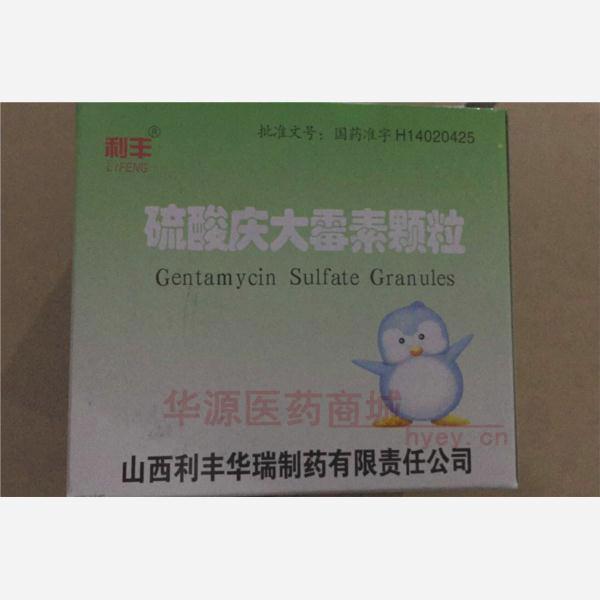 利丰®
LIFENG
批准文号：国药准字H14020425
硫酸庆大霉素颗粒
Gentamycin Sulfate Granules
华源医药商城
hyey.cn
山西利丰华瑞制药有限责任公司